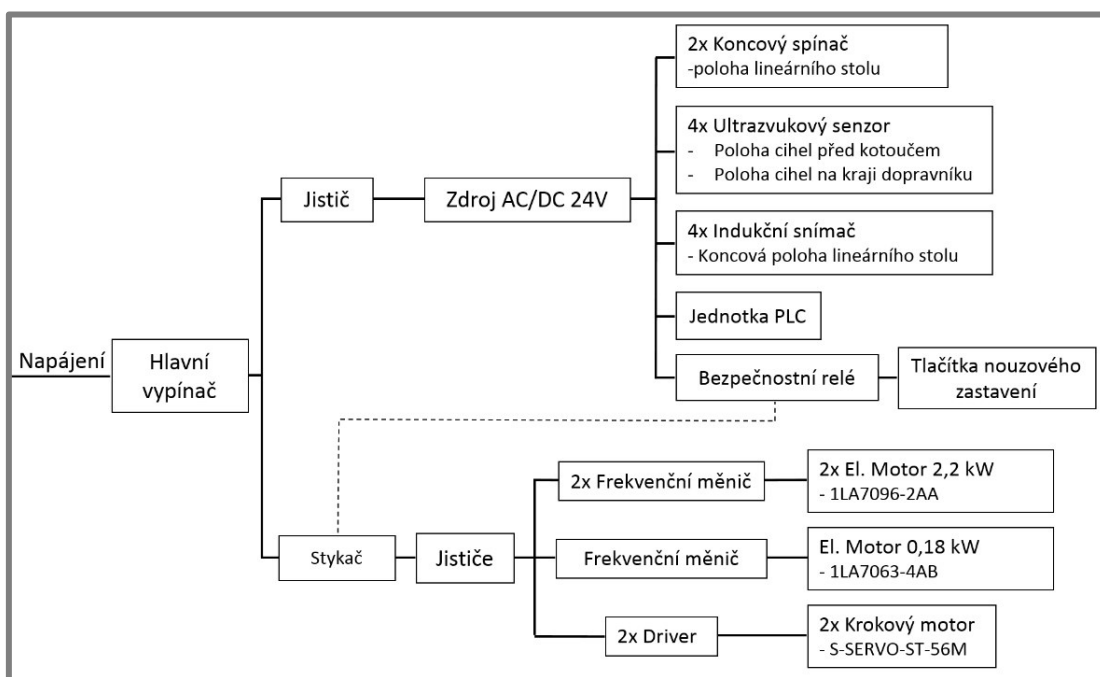 2x Koncový spínač
-poloha lineárního stolu
4x Ultrazvukový senzor
- Poloha cihel před kotoučem
- Poloha cihel na kraji dopravníku
Jistič
Zdroj AC/DC 24V
4x Indukční snímač
- Koncová poloha lineárního stolu
Jednotka PLC
Napájení
Hlavní
vypínač
Bezpečnostní relé
Tlačítka nouzového
zastavení
2x Frekvenční měnič
2x El. Motor 2,2 kW
- 1LA7096-2AA
Stykač
Jističe
Frekvenční měnič
El. Motor 0,18 kW
- 1LA7063-4AB
2x Driver
2x Krokový motor
- S-SERVO-ST-56M